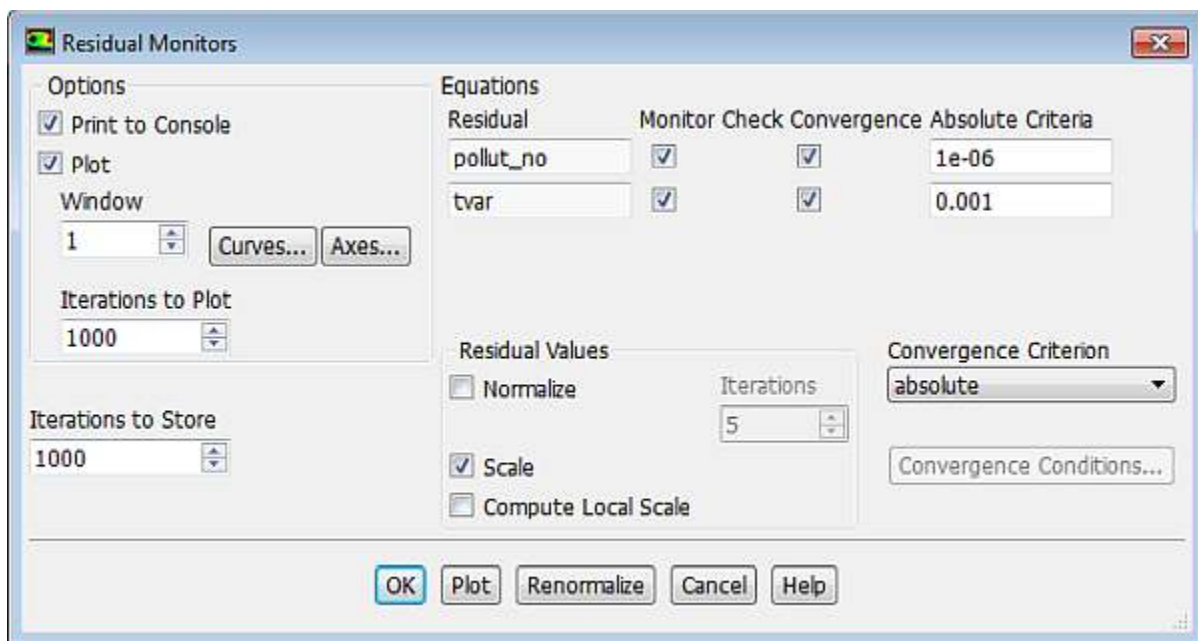 Residual Monitors
Options
Print to Console
Plot
Window
1
Curves...
Axes...
Iterations to Plot
1000
Iterations to Store
1000
Equations
Residual Monitor Check Convergence Absolute Criteria
pollut_no 1e-06
tvar 0.001
Residual Values
Normalize
Iterations
5
Scale
Compute Local Scale
Convergence Criterion
absolute
Convergence Conditions...
OK Plot Renormalize Cancel Help